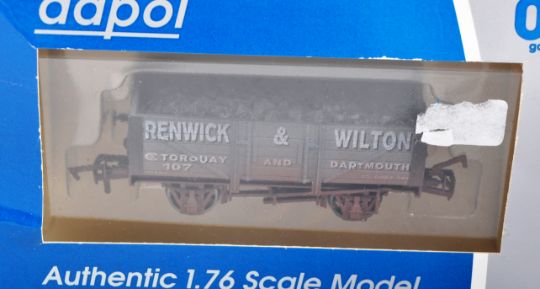 dapol
RENWICK & WILTON
TORQUAY AND DARTMOUTH
107
Authentic 1.76 Scale Model